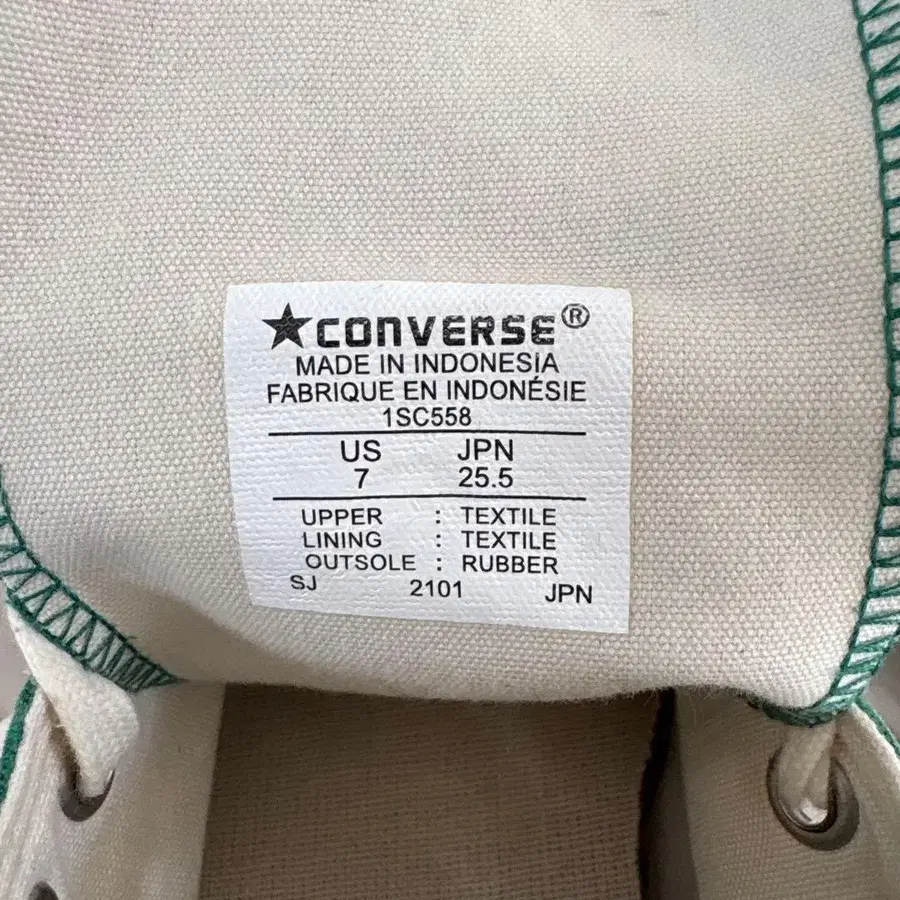 ★CONVERSE®
MADE IN INDONESIA
FABRIQUE EN INDONÉSIE
1SC558
US JPN
7 25.5
UPPER : TEXTILE
LINING : TEXTILE
OUTSOLE : RUBBER
SJ 2101 JPN